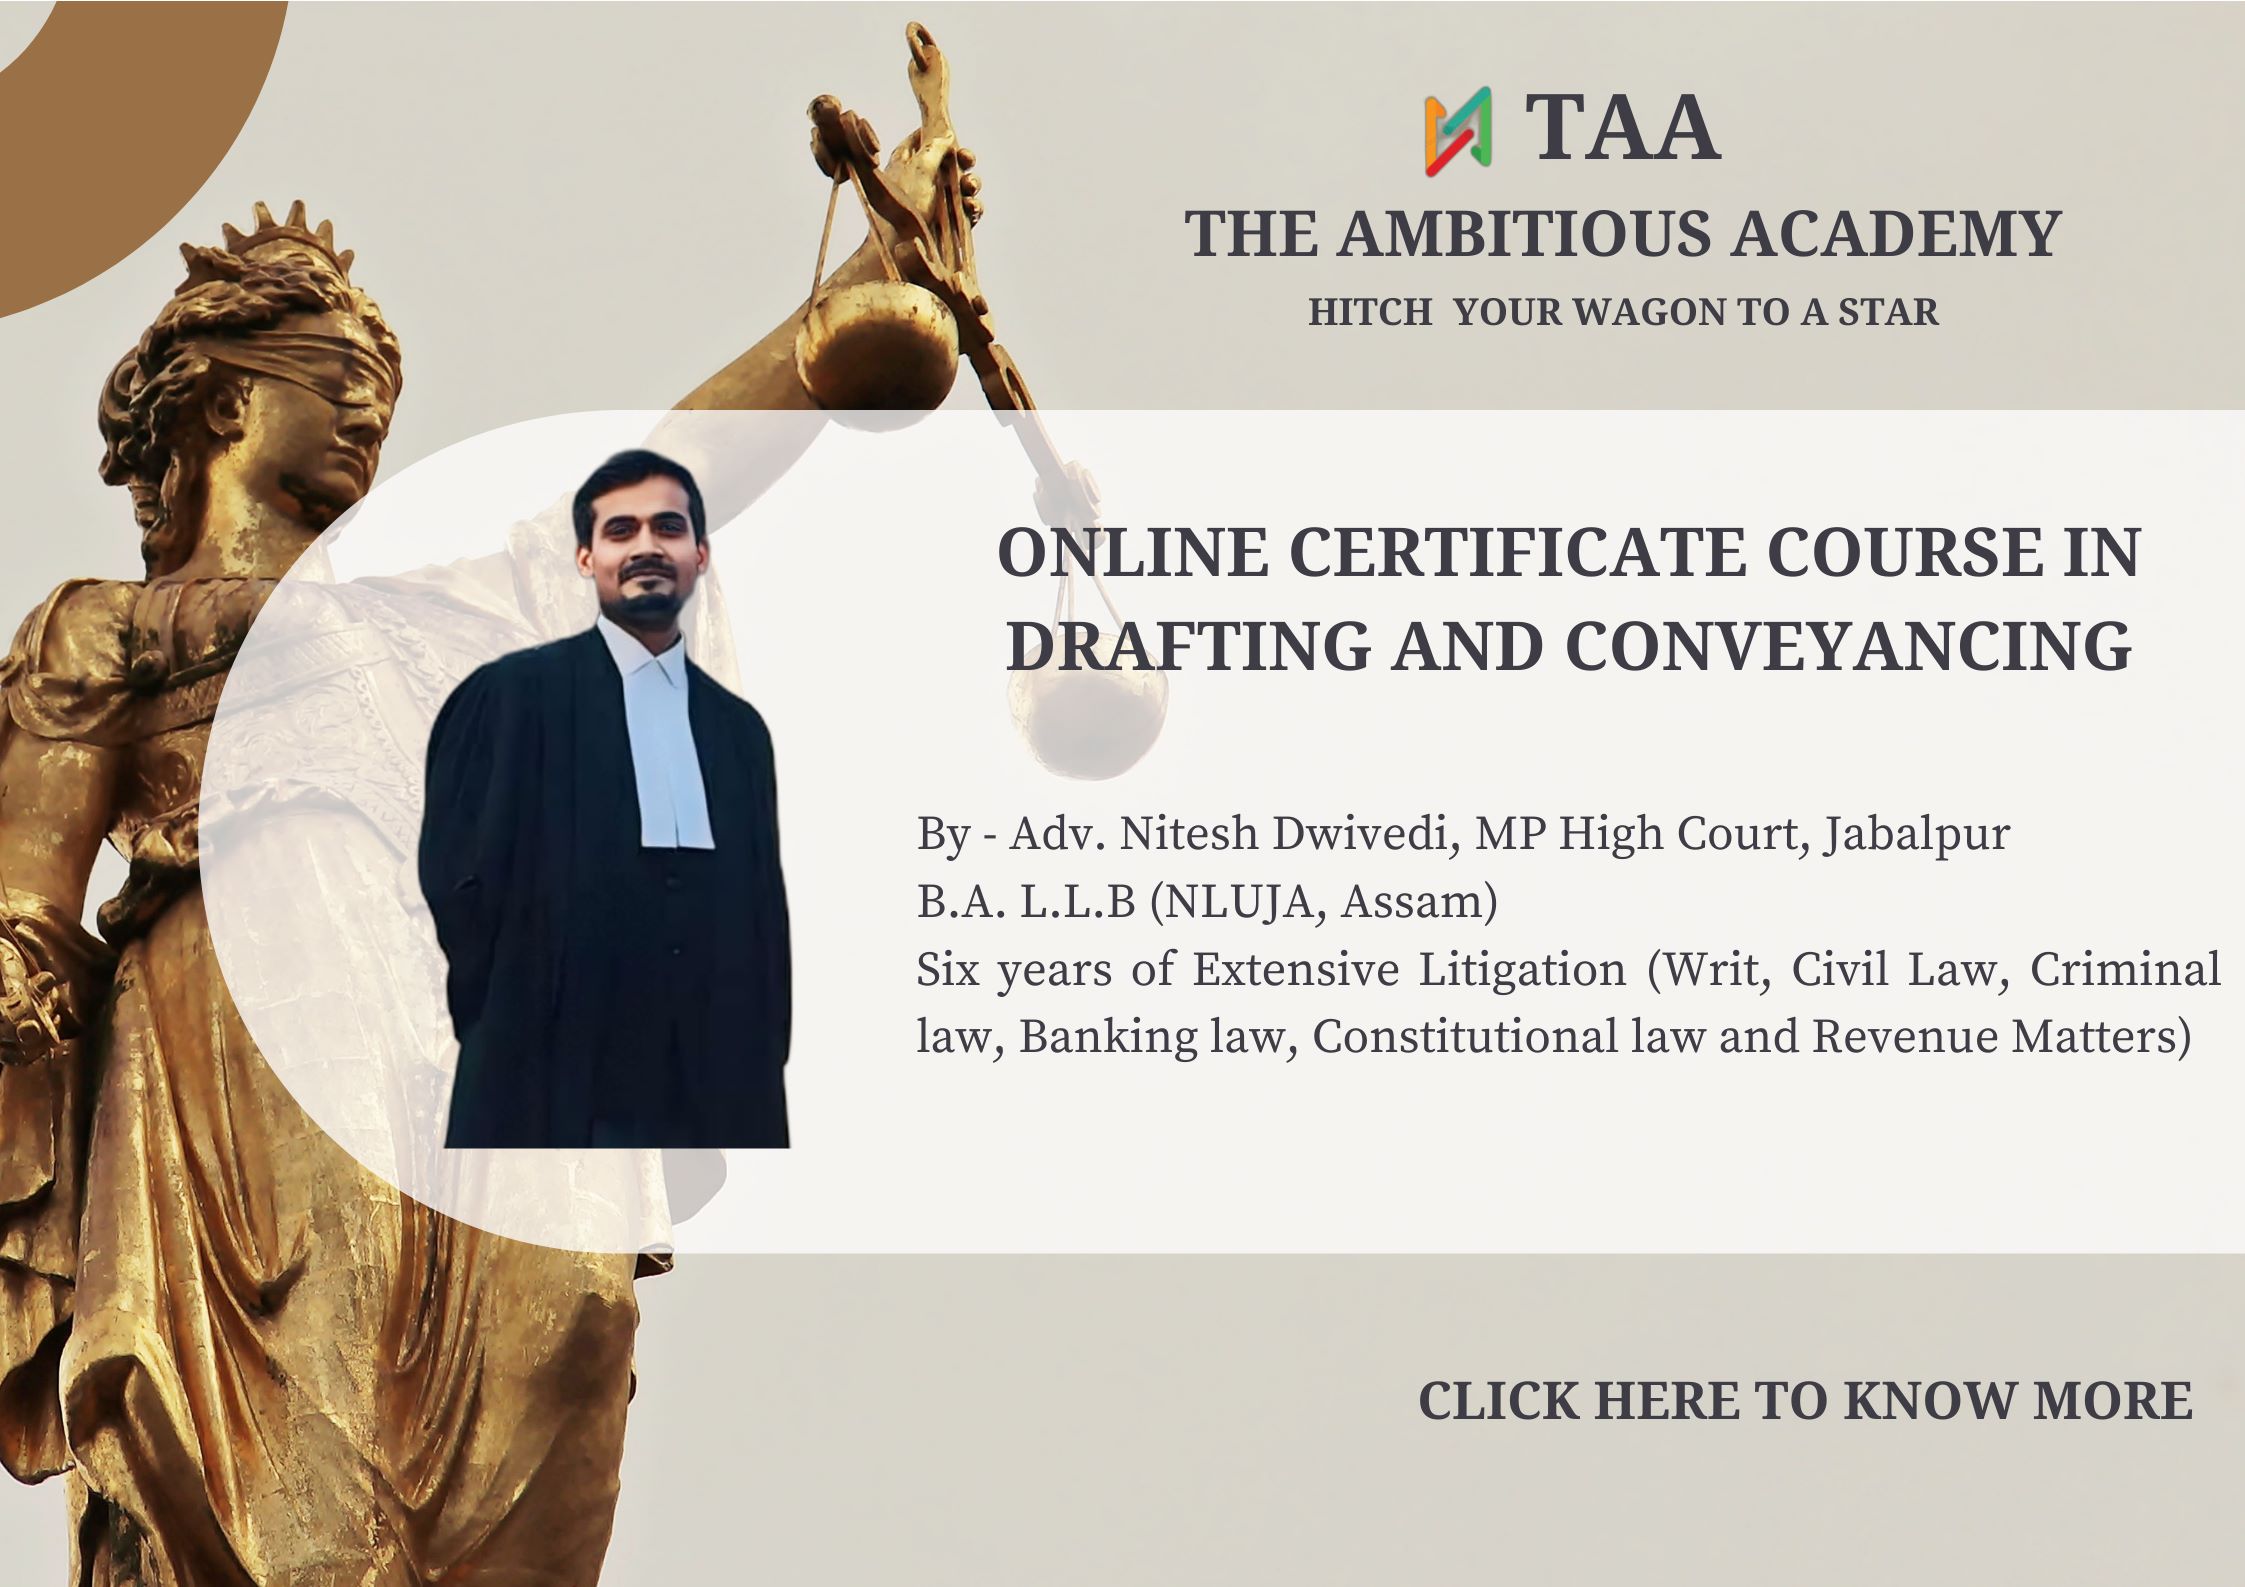 TAA
THE AMBITIOUS ACADEMY
HITCH YOUR WAGON TO A STAR
ONLINE CERTIFICATE COURSE IN
DRAFTING AND CONVEYANCING
By - Adv. Nitesh Dwivedi, MP High Court, Jabalpur
B.A. L.L.B (NLUJA, Assam)
Six years of Extensive Litigation (Writ, Civil Law, Criminal
law, Banking law, Constitutional law and Revenue Matters)
CLICK HERE TO KNOW MORE